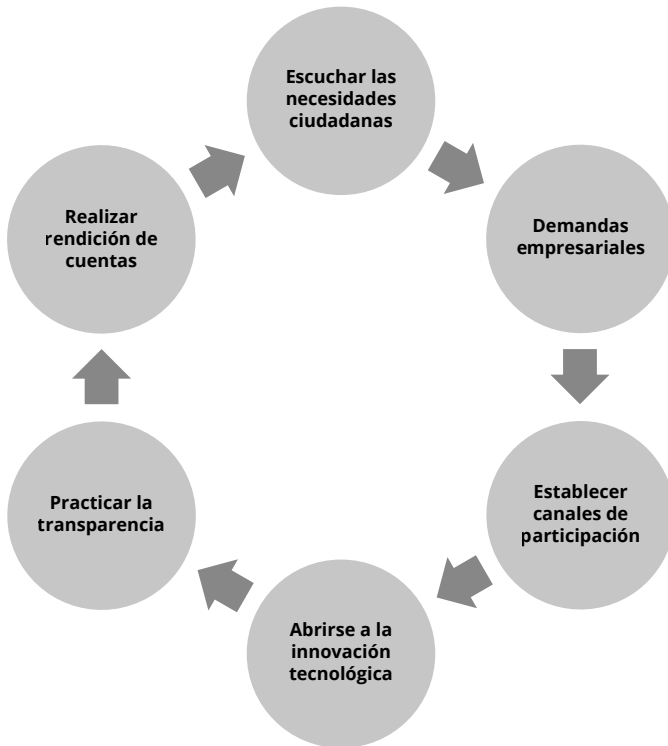 Escuchar las
necesidades
ciudadanas
Demandas
empresariales
Establecer
canales de
participación
Abrirse a la
innovación
tecnológica
Practicar la
transparencia
Realizar
rendición de
cuentas